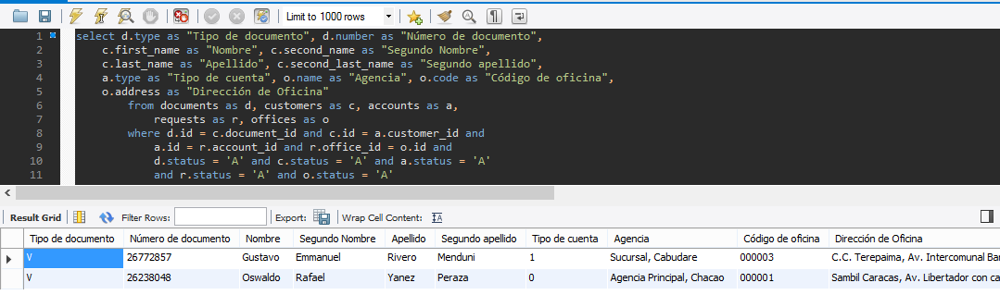 Limit to 1000 rows
1 select d.type as "Tipo de documento", d.number as "Número de documento",
2 c.first_name as "Nombre", c.second_name as "Segundo Nombre",
3 c.last_name as "Apellido", c.second_last_name as "Segundo apellido",
4 a.type as "Tipo de cuenta", o.name as "Agencia", o.code as "Código de oficina",
5 o.address as "Dirección de Oficina"
6 from documents as d, customers as c, accounts as a,
7 requests as r, offices as o
8 where d.id = c.document_id and c.id = a.customer_id and
9 a.id = r.account_id and r.office_id = o.id and
10 d.status = 'A' and c.status = 'A' and a.status = 'A'
11 and r.status = 'A' and o.status = 'A'
Result Grid Filter Rows: Export: Wrap Cell Content:
Tipo de documento Número de documento Nombre Segundo Nombre Apellido Segundo apellido Tipo de cuenta Agencia Código de oficina Dirección de Oficina
V 26772857 Gustavo Emmanuel Rivero Menduni 1 Sucursal, Cabudare 000003 C.C. Terepaima, Av. Intercomunal Bar
V 26238048 Oswaldo Rafael Yanez Peraza 0 Agencia Principal, Chacao 000001 Sambil Caracas, Av. Libertador con ca